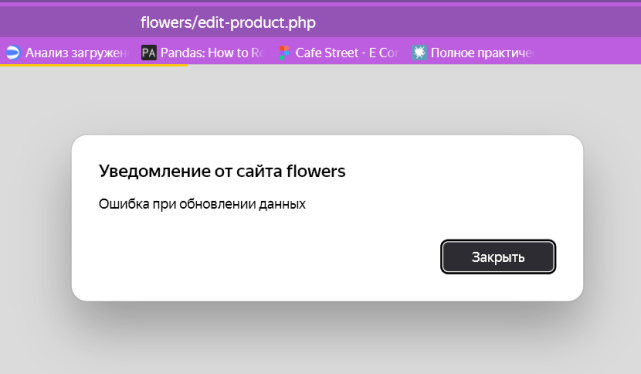 flowers/edit-product.php
Анализ загружен
PA Pandas: How to Re
Cafe Street - E Co
Полное практиче
Уведомление от сайта flowers
Ошибка при обновлении данных
Закрыть